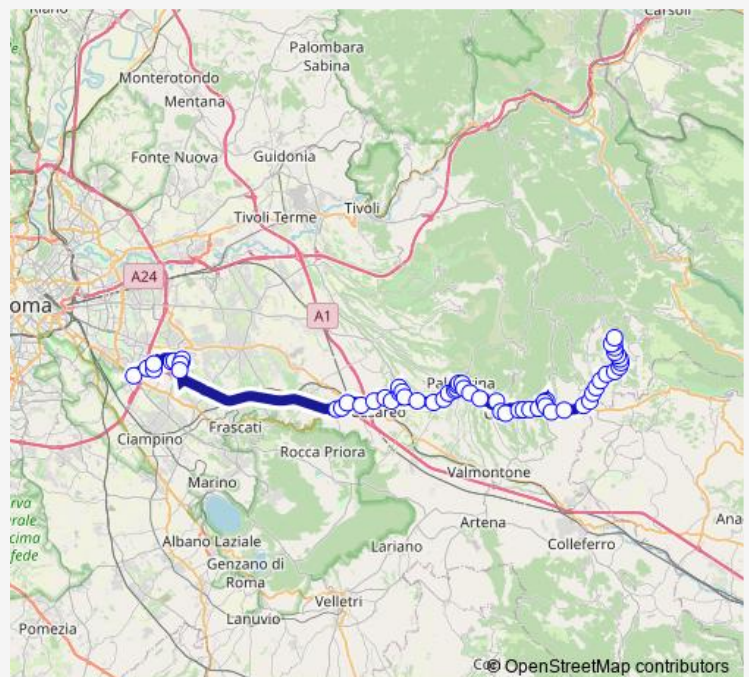 Riano
Carsoli
Palombara
Sabina
Monterotondo
Mentana
Fonte Nuova
Guidonia
Tivoli
Tivoli Terme
A24
A1
oma
Ciampino
Frascati
Rocca Priora
Marino
Valmontone
Ana
Artena
Colleferro
Albano Laziale
Genzano di
Roma
Lariano
Lanuvio
Velletri
Pomezia
© OpenStreetMap contributors